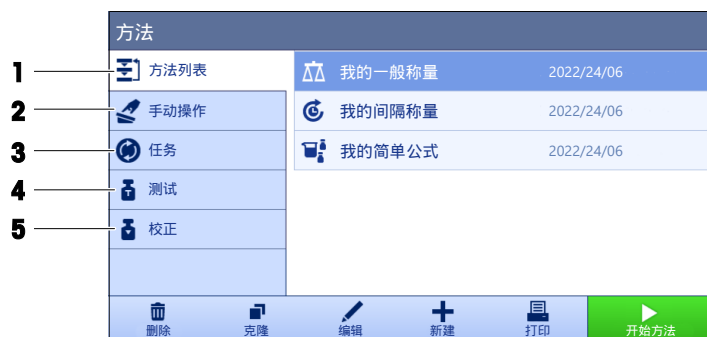 方法
1 方法列表
2 手动操作
3 任务
4 测试
5 校正
我的一般称量 2022/24/06
我的间隔称量 2022/24/06
我的简单公式 2022/24/06
删除 克隆 编辑 新建 打印 开始方法